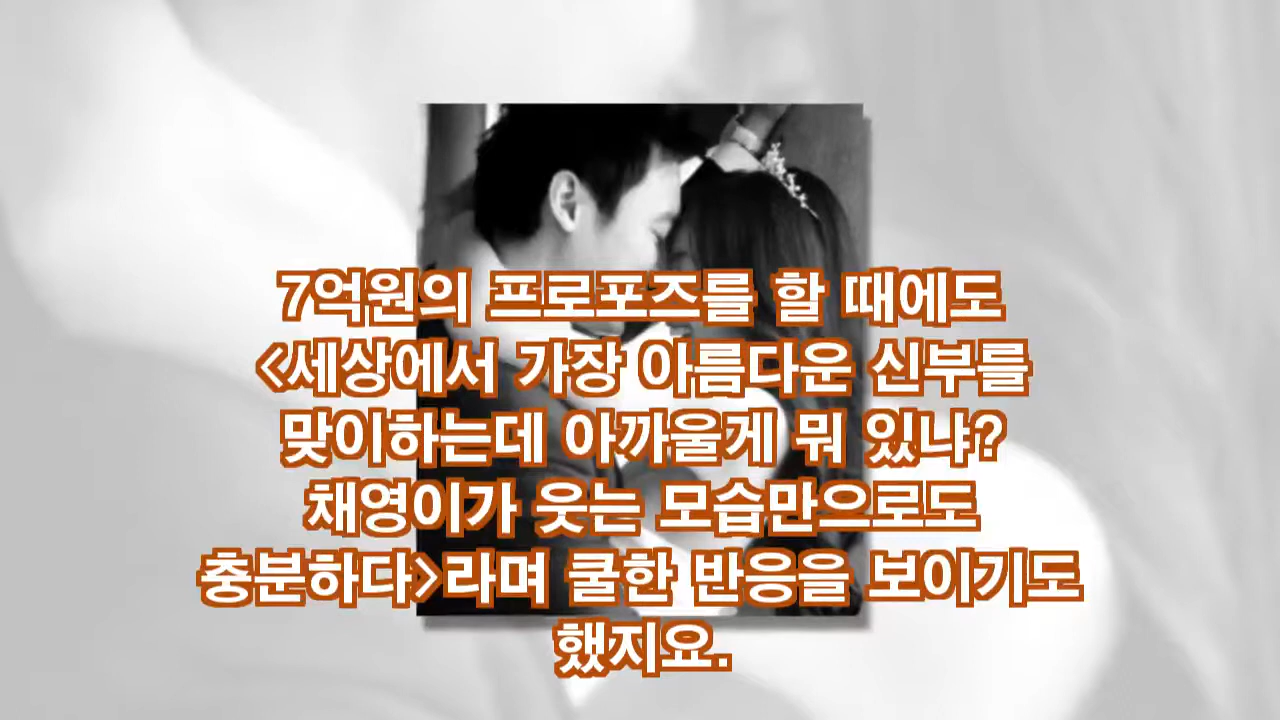 7억원의 프로포즈를 할 때에도
<세상에서 가장 아름다운 신부를
맞이하는데 아까울게 뭐 있냐?
채영이가 웃는 모습만으로도
충분하다>라며 쿨한 반응을 보이기도
했지요.